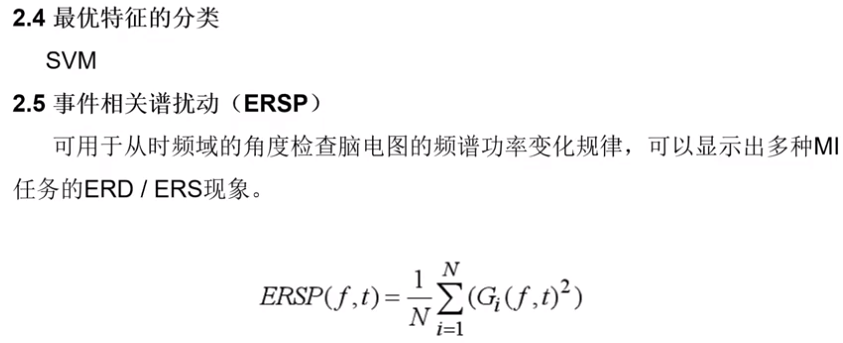 2.4 最优特征的分类
SVM
2.5 事件相关谱扰动（ERSP）
可用于从时频域的角度检查脑电图的频谱功率变化规律，可以显示出多种MI
任务的ERD / ERS现象。
ERSP(f,t) = \frac{1}{N} \sum_{i=1}^{N} (G_i(f,t)^2)